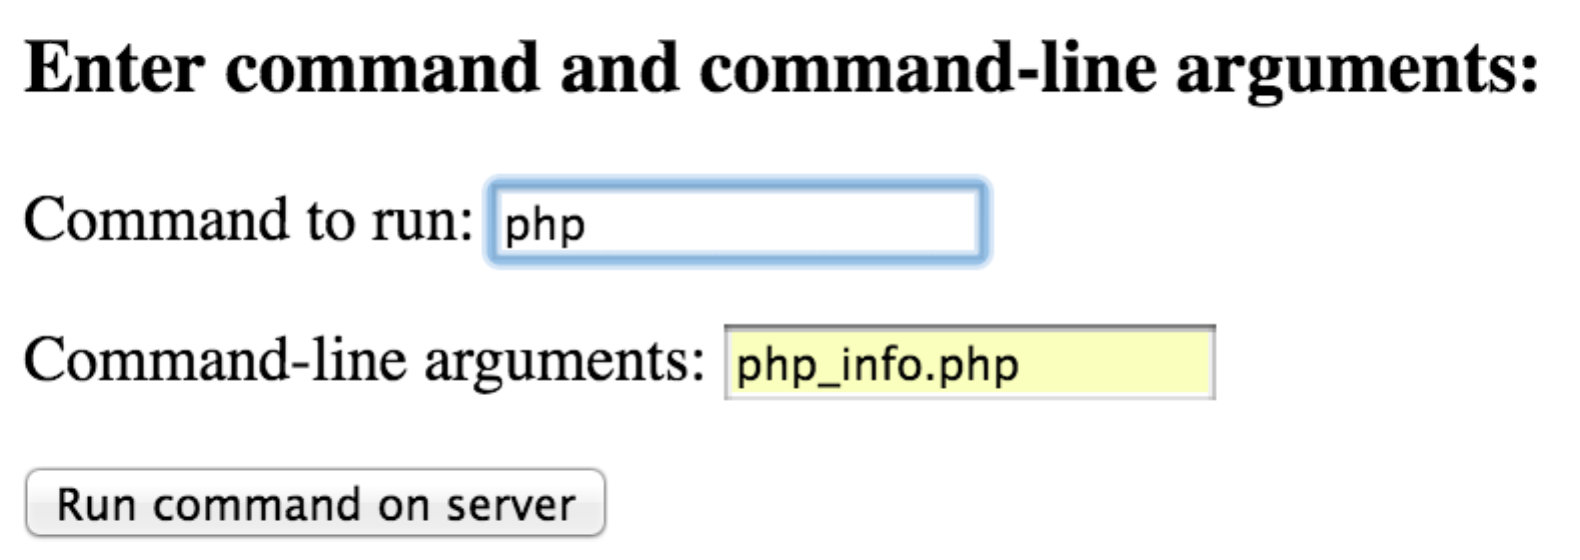 Enter command and command-line arguments:
Command to run: php
Command-line arguments: php_info.php
Run command on server